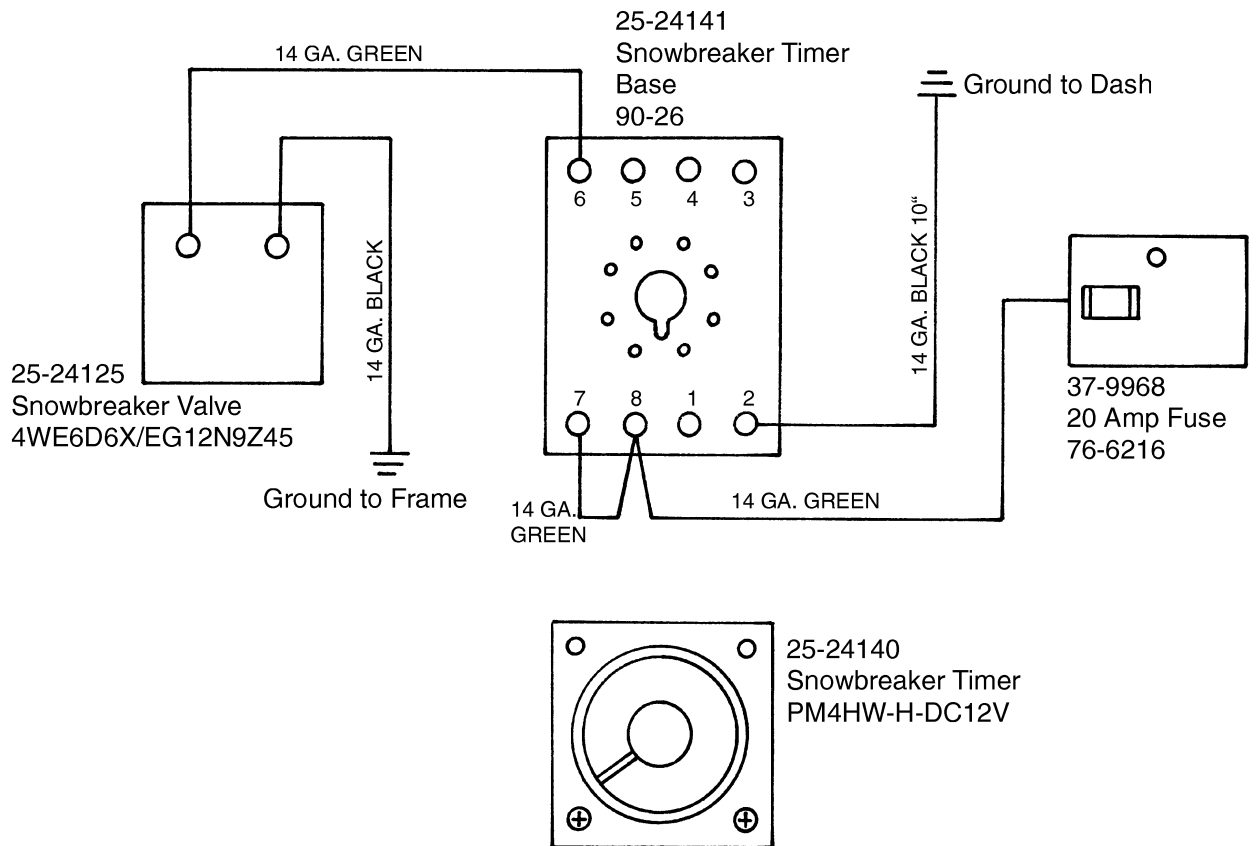 25-24141
Snowbreaker Timer
Base
90-26
14 GA. GREEN
Ground to Dash
6 5 4 3
14 GA. BLACK
14 GA. BLACK 10“
25-24125
Snowbreaker Valve
4WE6D6X/EG12N9Z45
Ground to Frame
7 8 1 2
37-9968
20 Amp Fuse
76-6216
14 GA.
GREEN
14 GA. GREEN
25-24140
Snowbreaker Timer
PM4HW-H-DC12V